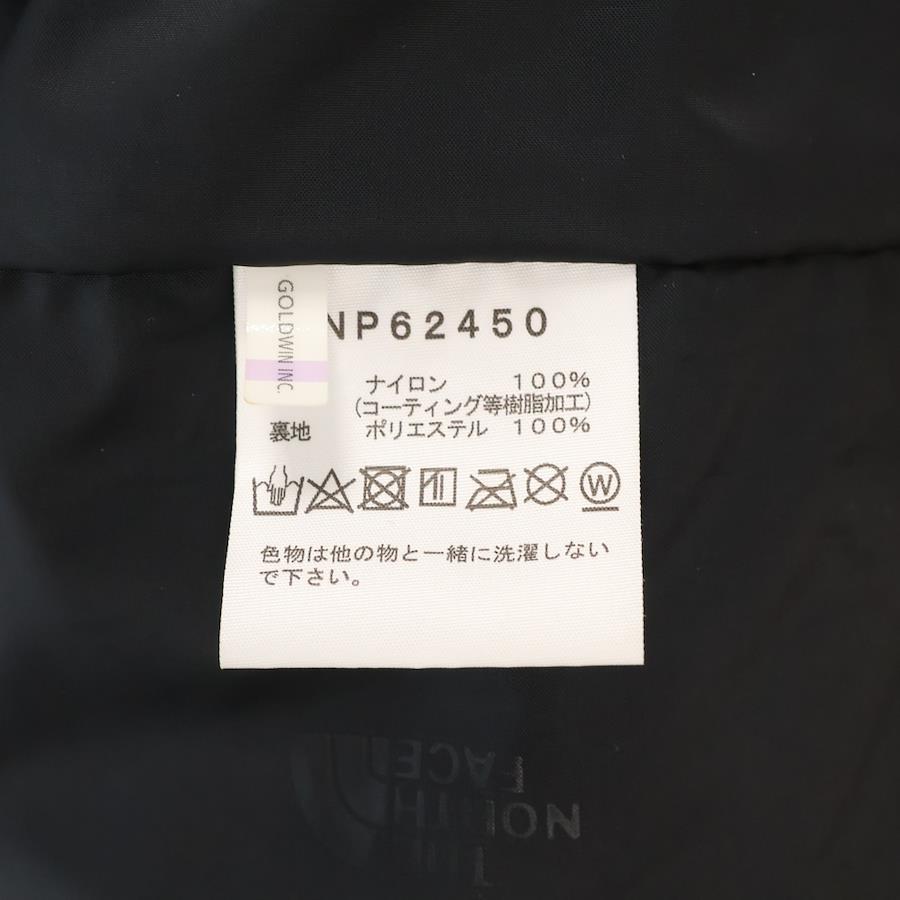 GOLDWIN INC.
NP62450
ナイロン 100%
(コーティング等樹脂加工)
裏地 ポリエステル 100%
W
色物は他の物と一緒に洗濯しない
で下さい。
THE
NORTH
FACE